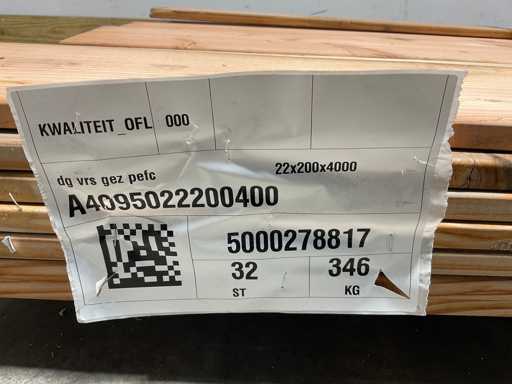 KWALITEIT_OFL 000
dg vrs gez pefc 22x200x4000
A4095022200400
5000278817
32 346
ST KG